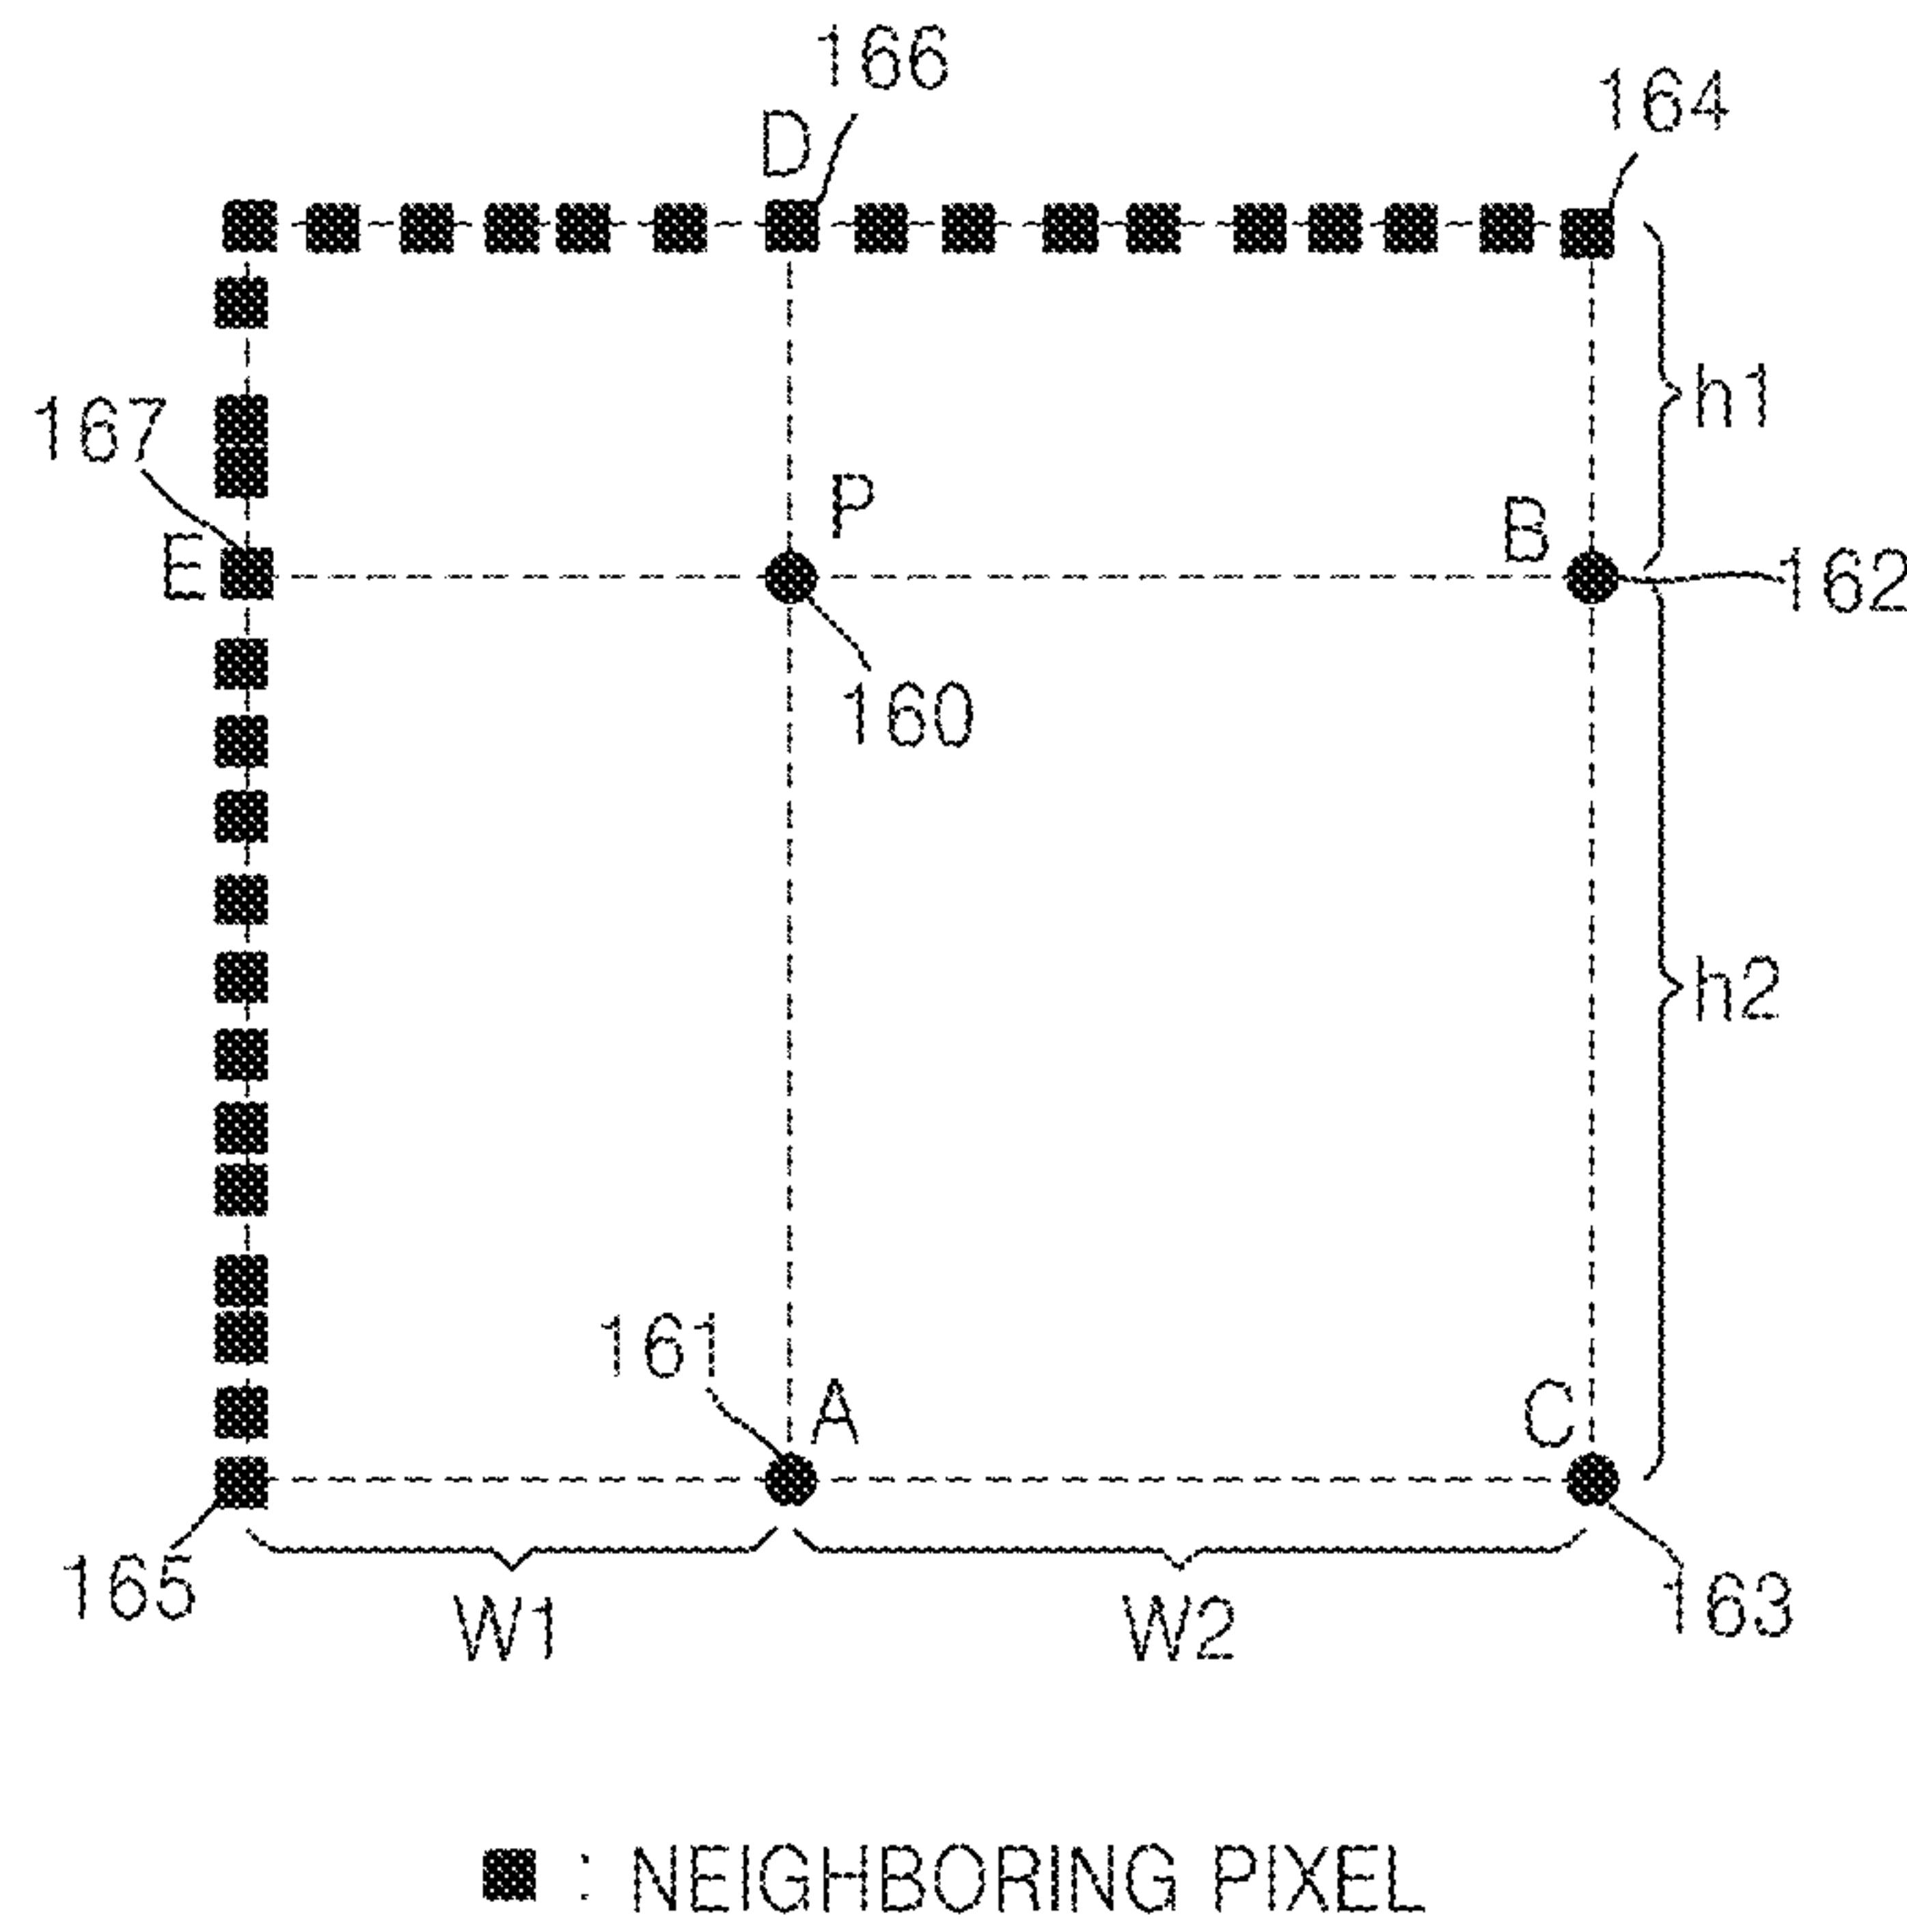 166
D
164
h1
167
P
B
E
162
160
h2
161
A
C
165
163
W1
W2
: NEIGHBORING PIXEL